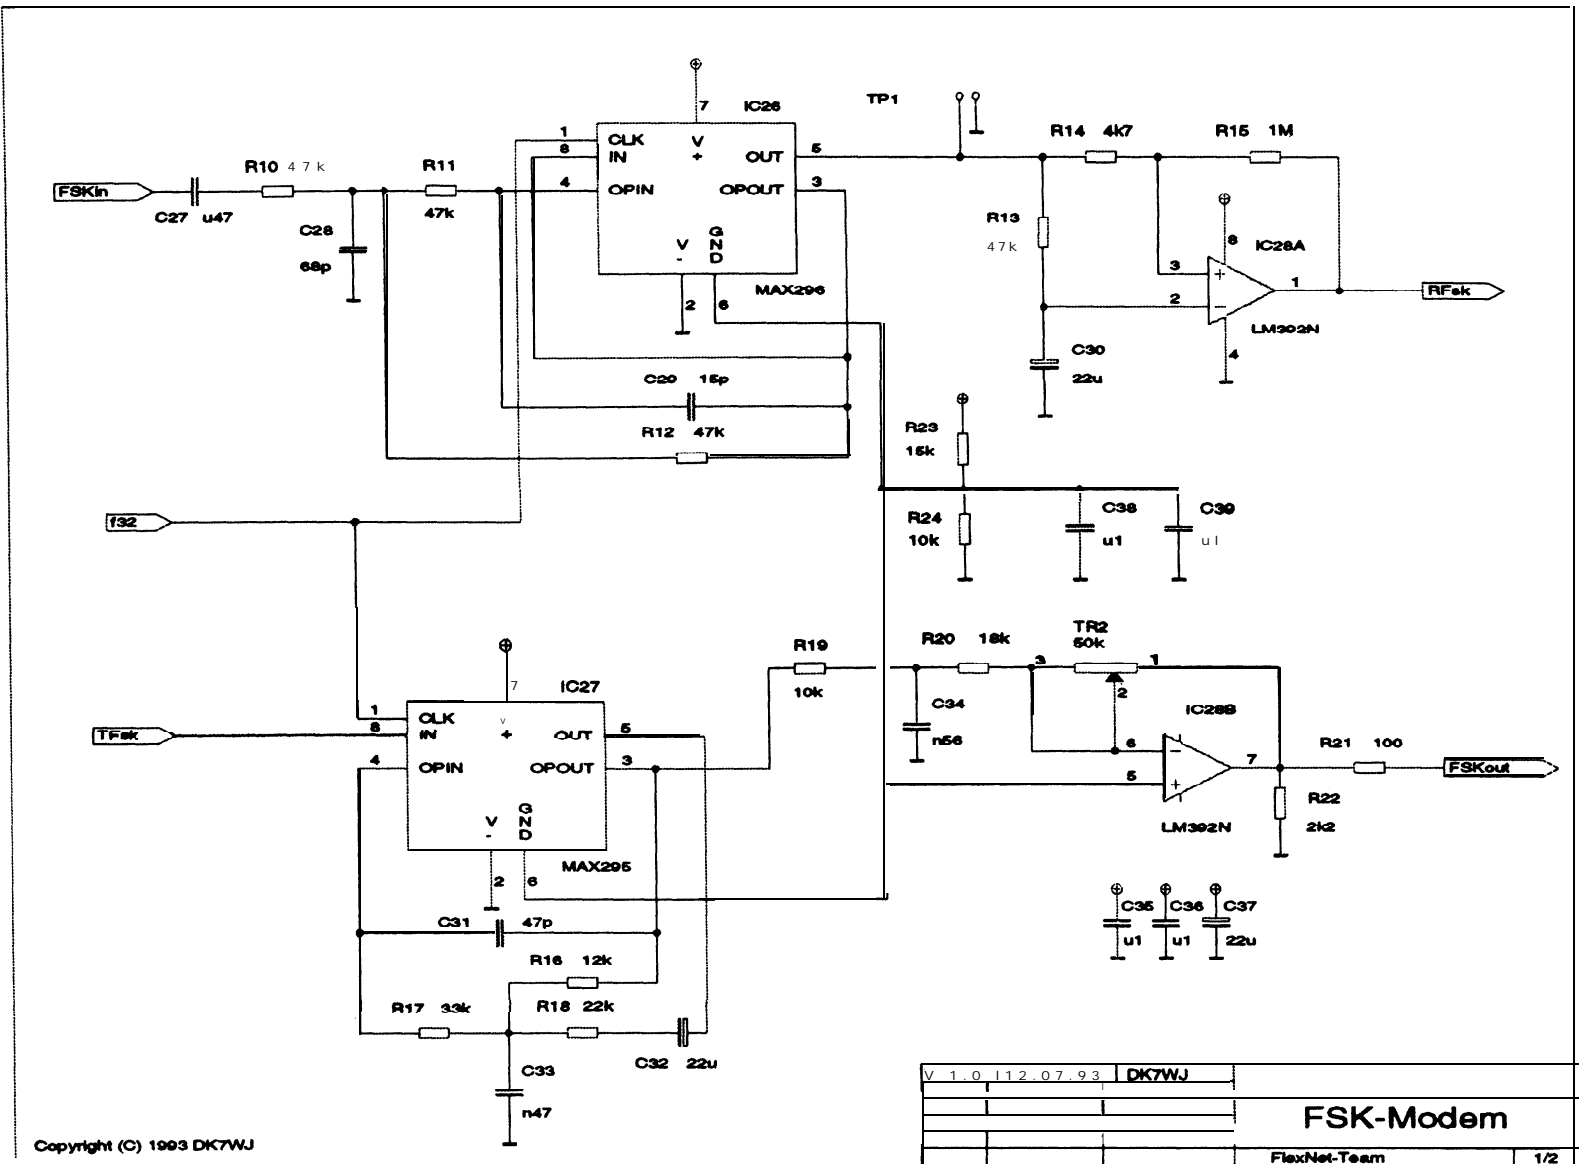 7 IC26 TP1
R14 4k7 R15 1M
1 CLK V + 5
8 IN OUT
R10 47k R11
FSKin 4 OPIN OPOUT 3
C27 u47 47k
C28 R13 8 IC28A
68p V - GND 47k 3 +
MAX296 2 - 1 RFsk
2 6 LM392N
C30 4
22u
C29 15p
R12 47k R23
15k
f32 R24 C38 C39
10k u1 u1
R20 18k TR2
50k
R19 3 1
10k 2
7 IC27 C34 IC28B
1 CLK V + n56 6 -
TFsk 8 IN OUT 5 R21 100
4 OPIN OPOUT 3 7 FSKout
5 + R22
V - GND LM392N 2k2
MAX295
2 6
C31 47p C35 C36 C37
u1 u1 22u
R16 12k
R17 33k R18 22k
C32 22u
C33
n47
V 1.0 12.07.93 DK7WJ
FSK-Modem
Copyright (C) 1993 DK7WJ
FlexNet-Team 1/2